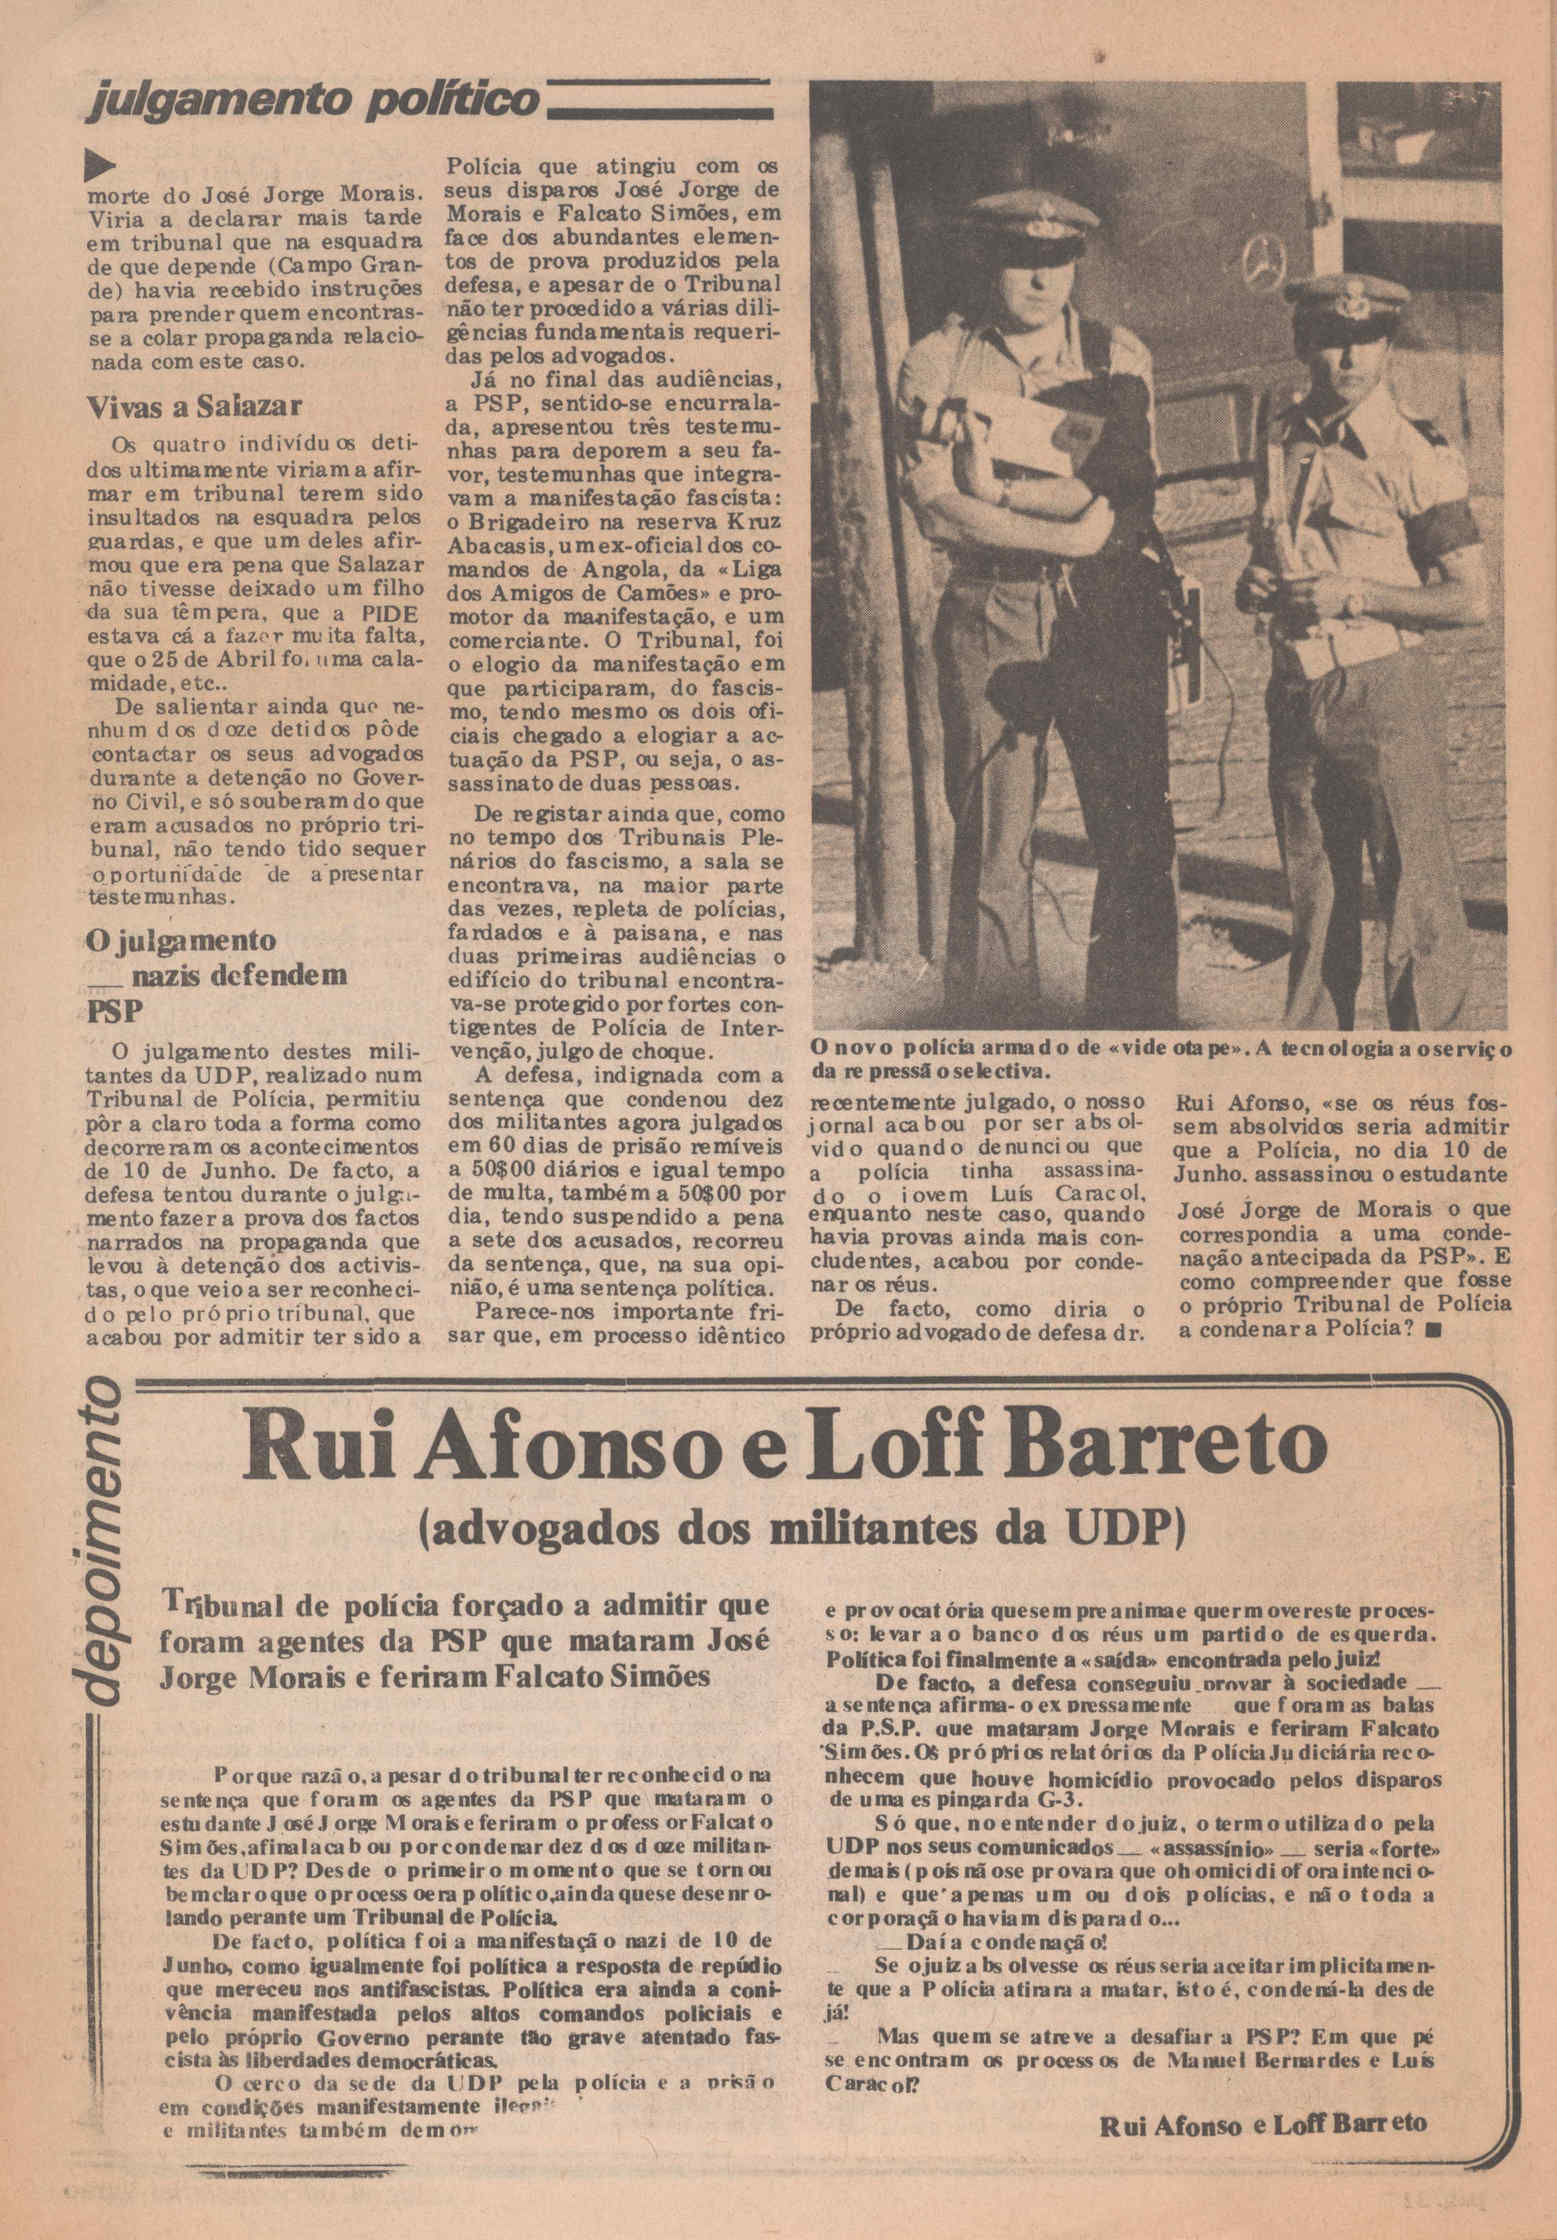 julgamento político
morte do José Jorge Morais.
Viria a declarar mais tarde
em tribunal que na esquadra
de que depende (Campo Gran-
de) havia recebido instruções
para prender quem encontras-
se a colar propaganda relacio-
nada com este caso.
Vivas a Salazar
Os quatro indivíduos deti-
dos ultimamente viriam a afir-
mar em tribunal terem sido
insultados na esquadra pelos
guardas, e que um deles afir-
mou que era pena que Salazar
não tivesse deixado um filho
da sua têmpera, que a PIDE
estava cá a fazer muita falta,
que o 25 de Abril foi uma cala-
midade, etc..
De salientar ainda que ne-
nhum dos doze detidos pôde
contactar os seus advogados
durante a detenção no Gover-
no Civil, e só souberam do que
eram acusados no próprio tri-
bunal, não tendo tido sequer
oportunidade de apresentar
testemunhas.
O julgamento
— nazis defendem
PSP
O julgamento destes mili-
tantes da UDP, realizado num
Tribunal de Polícia, permitiu
pôr a claro toda a forma como
decorreram os acontecimentos
de 10 de Junho. De facto, a
defesa tentou durante o julga-
mento fazer a prova dos factos
narrados na propaganda que
levou à detenção dos activis-
tas, o que veio a ser reconheci-
do pelo próprio tribunal, que
acabou por admitir ter sido a
Polícia que atingiu com os
seus disparos José Jorge de
Morais e Falcato Simões, em
face dos abundantes elemen-
tos de prova produzidos pela
defesa, e apesar de o Tribunal
não ter procedido a várias dili-
gências fundamentais requeri-
das pelos advogados.
Já no final das audiências,
a PSP, sentido-se encurrala-
da, apresentou três testemu-
nhas para deporem a seu fa-
vor, testemunhas que integra-
vam a manifestação fascista:
o Brigadeiro na reserva Kruz
Abacasis, um ex-oficial dos co-
mandos de Angola, da «Liga
dos Amigos de Camões» e pro-
motor da manifestação, e um
comerciante. O Tribunal, foi
o elogio da manifestação em
que participaram, do fascis-
mo, tendo mesmo os dois ofi-
ciais chegado a elogiar a ac-
tuação da PSP, ou seja, o as-
sassinato de duas pessoas.
De registar ainda que, como
no tempo dos Tribunais Ple-
nários do fascismo, a sala se
encontrava, na maior parte
das vezes, repleta de polícias,
fardados e à paisana, e nas
duas primeiras audiências o
edifício do tribunal encontra-
va-se protegido por fortes con-
tigentes de Polícia de Inter-
venção, julgo de choque.
A defesa, indignada com a
sentença que condenou dez
dos militantes agora julgados
em 60 dias de prisão remíveis
a 50$00 diários e igual tempo
de multa, também a 50$00 por
dia, tendo suspendido a pena
a sete dos acusados, recorreu
da sentença, que, na sua opi-
nião, é uma sentença política.
Parece-nos importante fri-
sar que, em processo idêntico
O novo polícia armado de «videotape». A tecnologia ao serviço
da repressão selectiva.
recentemente julgado, o nosso
jornal acabou por ser absol-
vido quando denunciou que
a polícia tinha assassina-
do o jovem Luís Caracol,
enquanto neste caso, quando
havia provas ainda mais con-
cludentes, acabou por conde-
nar os réus.
De facto, como diria o
próprio advogado de defesa dr.
Rui Afonso, «se os réus fos-
sem absolvidos seria admitir
que a Polícia, no dia 10 de
Junho. assassinou o estudante
José Jorge de Morais o que
correspondia a uma conde-
nação antecipada da PSP». E
como compreender que fosse
o próprio Tribunal de Polícia
a condenar a Polícia? ■
depoimento
Rui Afonso e Loff Barreto
(advogados dos militantes da UDP)
Tribunal de polícia forçado a admitir que
foram agentes da PSP que mataram José
Jorge Morais e feriram Falcato Simões
Porque razão, apesar do tribunal ter reconhecido na
sentença que foram os agentes da PSP que mataram o
estudante José Jorge Morais e feriram o professor Falcato
Simões, afinal acabou por condenar dez dos doze militan-
tes da UDP? Desde o primeiro momento que se tornou
bem claro que o processo era político, ainda que se desenro-
lando perante um Tribunal de Polícia.
De facto, política foi a manifestação nazi de 10 de
Junho, como igualmente foi política a resposta de repúdio
que mereceu nos antifascistas. Política era ainda a coni-
vência manifestada pelos altos comandos policiais e
pelo próprio Governo perante tão grave atentado fas-
cista às liberdades democráticas.
O cerco da sede da UDP pela polícia e a prisão
em condições manifestamente
e militantes também
e provocatória que sempre anima e quer mover este proces-
so: levar ao banco dos réus um partido de esquerda.
Política foi finalmente a «saída» encontrada pelo juiz!
De facto, a defesa conseguiu provar à sociedade —
a sentença afirma-o expressamente que foram as balas
da P.S.P. que mataram Jorge Morais e feriram Falcato
Simões. Os próprios relatórios da Polícia Judiciária reco-
nhecem que houve homicídio provocado pelos disparos
de uma espingarda G-3.
Só que, no entender do juiz, o termo utilizado pela
UDP nos seus comunicados — «assassínio» — seria «forte»
demais (pois não se provara que o homicidio fora intencio-
nal) e que apenas um ou dois polícias, e não toda a
corporação haviam disparado...
— Daí a condenação!
Se o juiz absolvesse os réus seria aceitar implicitamen-
te que a Polícia atirara a matar, isto é, condená-la desde
já!
Mas quem se atreve a desafiar a PSP? Em que pé
se encontram os processos de Manuel Bernardes e Luís
Caracol?
Rui Afonso e Loff Barreto